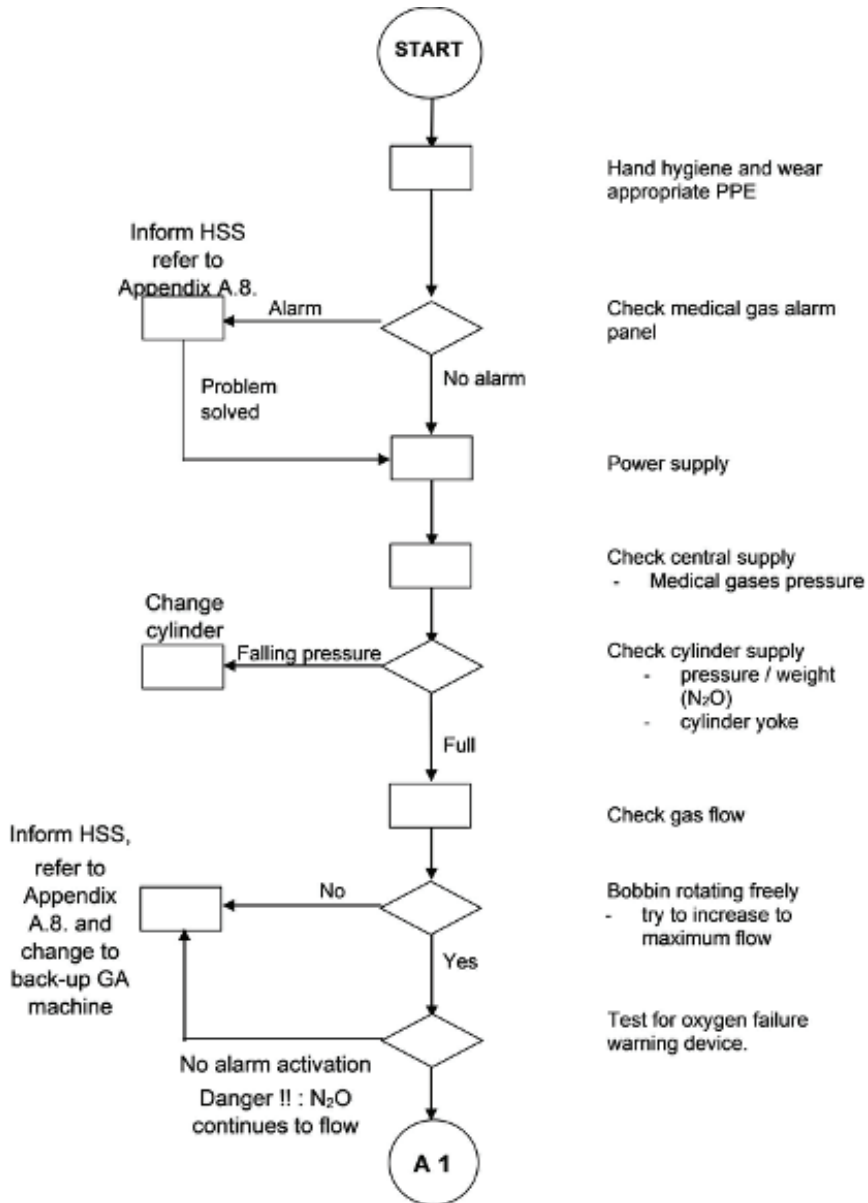 START
Hand hygiene and wear
appropriate PPE
Inform HSS
refer to
Appendix A.8.
Alarm
Check medical gas alarm
panel
No alarm
Problem
solved
Power supply
Check central supply
- Medical gases pressure
Change
cylinder
Falling pressure
Check cylinder supply
- pressure / weight
(N₂O)
- cylinder yoke
Full
Check gas flow
Inform HSS,
refer to
Appendix
A.8. and
change to
back-up GA
machine
No
Bobbin rotating freely
- try to increase to
maximum flow
Yes
Test for oxygen failure
warning device.
No alarm activation
Danger !! : N₂O
continues to flow
A 1